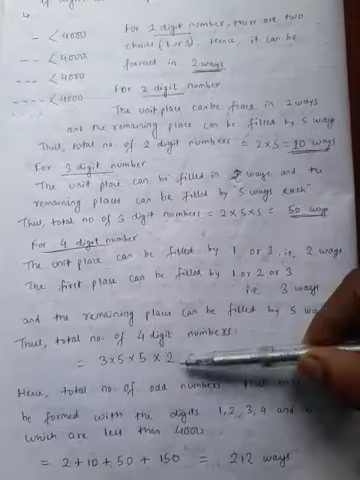 - < 4000
-- < 4000
--- < 4000
---- < 4000
For 1 digit number, there are two
choices (1 or 3). Hence, it can be
formed in 2 ways
For 2 digit number
The unit place can be filled in 2 ways
and the remaining place can be filled by 5 ways
Thus, total no. of 2 digit numbers = 2×5 = 10 ways
For 3 digit number
The unit place can be filled in 2 ways and the
remaining places can be filled by "5 ways each"
Thus, total no. of 3 digit numbers = 2×5×5 = 50 ways
For 4 digit number
The unit place can be filled by 1 or 3, i.e. 2 ways
The first place can be filled by 1 or 2 or 3
i.e. 3 ways
and the remaining place can be filled by 5 ways
Thus, total no. of 4 digit numbers:
= 3×5×5×2
Hence, total no. of odd numbers that
be formed with the digits 1, 2, 3, 4 and
which are less than 4000
= 2 + 10 + 50 + 150 = 212 ways